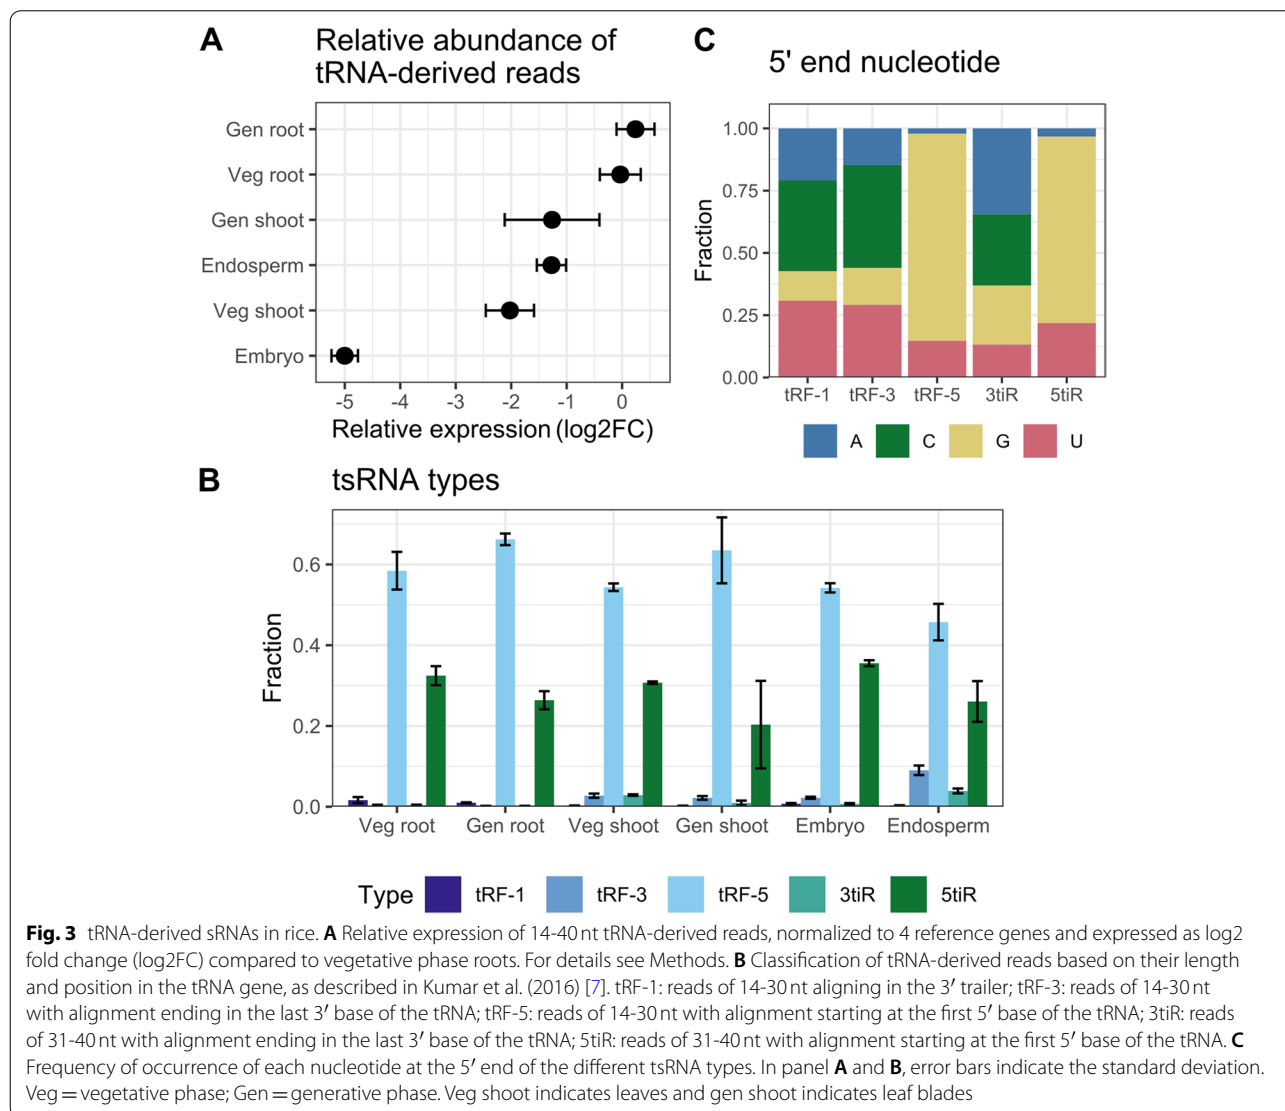 A
Relative abundance of
tRNA-derived reads
Gen root
Veg root
Gen shoot
Endosperm
Veg shoot
Embryo
-5 -4 -3 -2 -1 0
Relative expression (log2FC)
C
5' end nucleotide
1.00
0.75
0.50
0.25
0.00
Fraction
tRF-1 tRF-3 tRF-5 3tiR 5tiR
A C G U
B
tsRNA types
0.6
0.4
0.2
0.0
Fraction
Veg root Gen root Veg shoot Gen shoot Embryo Endosperm
Type tRF-1 tRF-3 tRF-5 3tiR 5tiR
Fig. 3 tRNA-derived sRNAs in rice. A Relative expression of 14-40 nt tRNA-derived reads, normalized to 4 reference genes and expressed as log2
fold change (log2FC) compared to vegetative phase roots. For details see Methods. B Classification of tRNA-derived reads based on their length
and position in the tRNA gene, as described in Kumar et al. (2016) [7]. tRF-1: reads of 14-30 nt aligning in the 3′ trailer; tRF-3: reads of 14-30 nt
with alignment ending in the last 3′ base of the tRNA; tRF-5: reads of 14-30 nt with alignment starting at the first 5′ base of the tRNA; 3tiR: reads
of 31-40 nt with alignment ending in the last 3′ base of the tRNA; 5tiR: reads of 31-40 nt with alignment starting at the first 5′ base of the tRNA. C
Frequency of occurrence of each nucleotide at the 5′ end of the different tsRNA types. In panel A and B, error bars indicate the standard deviation.
Veg = vegetative phase; Gen = generative phase. Veg shoot indicates leaves and gen shoot indicates leaf blades